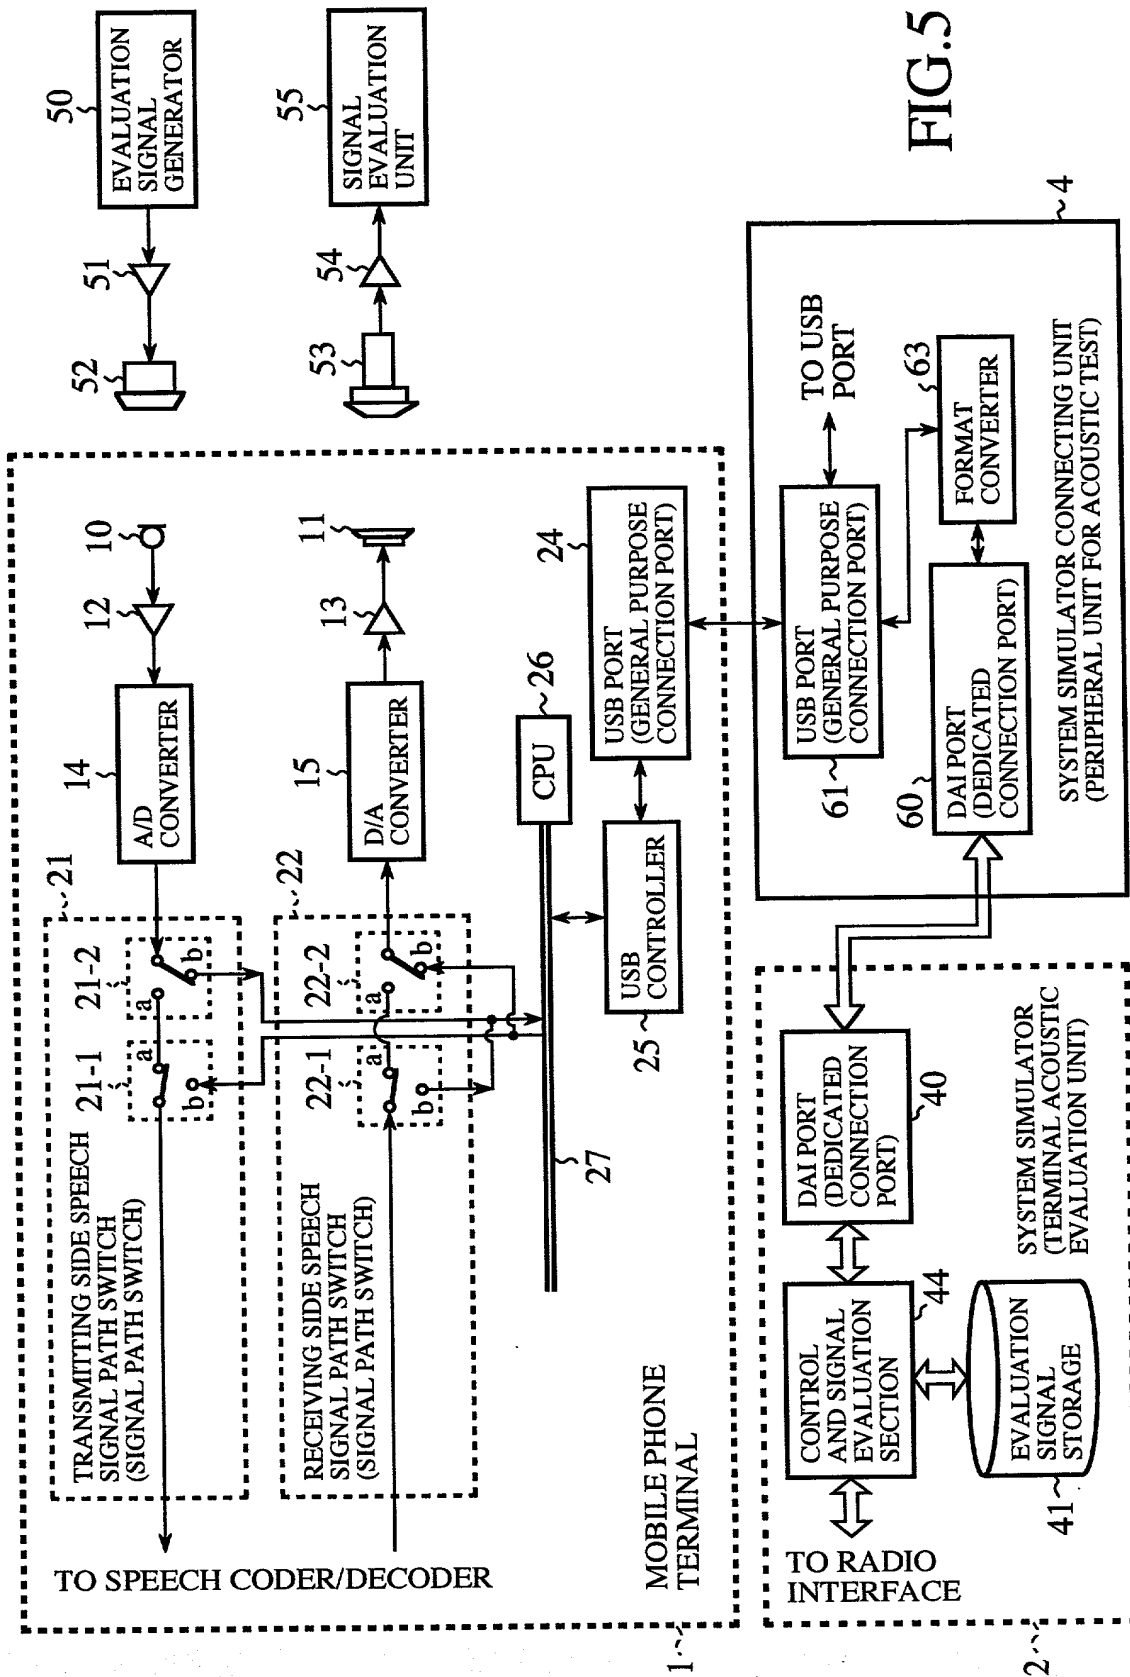 FIG.5
50
EVALUATION
SIGNAL
GENERATOR
51
52
55
SIGNAL
EVALUATION
UNIT
54
53
10
12
14
A/D
CONVERTER
21
21-2
a
b
21-1
a
b
TRANSMITTING SIDE SPEECH
SIGNAL PATH SWITCH
(SIGNAL PATH SWITCH)
11
13
15
D/A
CONVERTER
22
22-2
a
b
22-1
a
b
RECEIVING SIDE SPEECH
SIGNAL PATH SWITCH
(SIGNAL PATH SWITCH)
TO SPEECH CODER/DECODER
26
CPU
27
24
USB PORT
(GENERAL PURPOSE
CONNECTION PORT)
25
USB
CONTROLLER
MOBILE PHONE
TERMINAL
1
4
TO USB
PORT
61
USB PORT
(GENERAL PURPOSE
CONNECTION PORT)
63
FORMAT
CONVERTER
60
DAI PORT
(DEDICATED
CONNECTION PORT)
SYSTEM SIMULATOR CONNECTING UNIT
(PERIPHERAL UNIT FOR ACOUSTIC TEST)
40
DAI PORT
(DEDICATED
CONNECTION
PORT)
44
CONTROL
AND SIGNAL
EVALUATION
SECTION
41
EVALUATION
SIGNAL
STORAGE
SYSTEM SIMULATOR
(TERMINAL ACOUSTIC
EVALUATION UNIT)
TO RADIO
INTERFACE
2